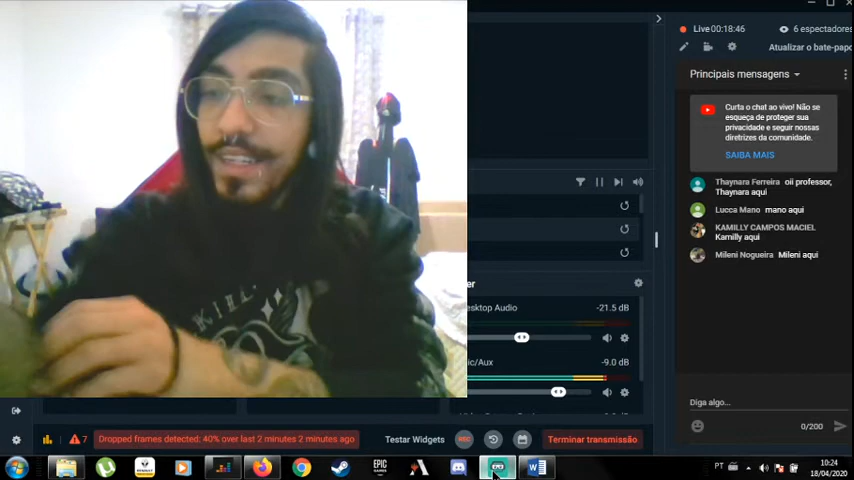 Live 00:18:46
6 espectadores
Atualizar o bate-papo
Principais mensagens
Curta o chat ao vivo! Não se
esqueça de proteger sua
privacidade e seguir nossas
diretrizes da comunidade.
SAIBA MAIS
Thaynara Ferreira oii professor,
Thaynara aqui
Lucca Mano mano aqui
KAMILLY CAMPOS MACIEL
Kamilly aqui
Mileni Nogueira Mileni aqui
Diga algo...
0/200
KILL
er
esktop Audio -21.5 dB
ic/Aux -9.0 dB
7 Dropped frames detected: 40% over last 2 minutes 2 minutes ago
Testar Widgets
REC
Terminar transmissão
EPIC
GAMES
W
PT
10:24
18/04/2020